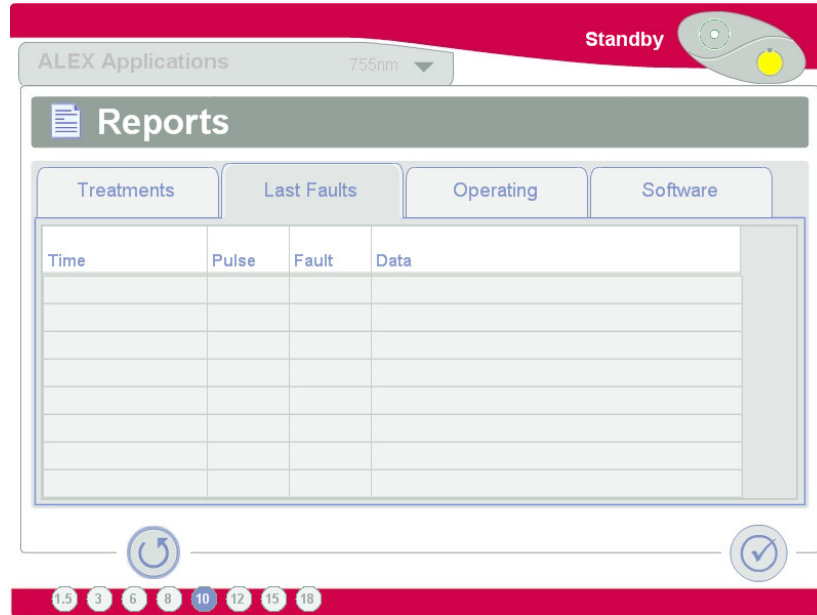 Standby
ALEX Applications 755nm
Reports
Treatments Last Faults Operating Software
Time Pulse Fault Data
1.5 3 6 8 10 12 15 18